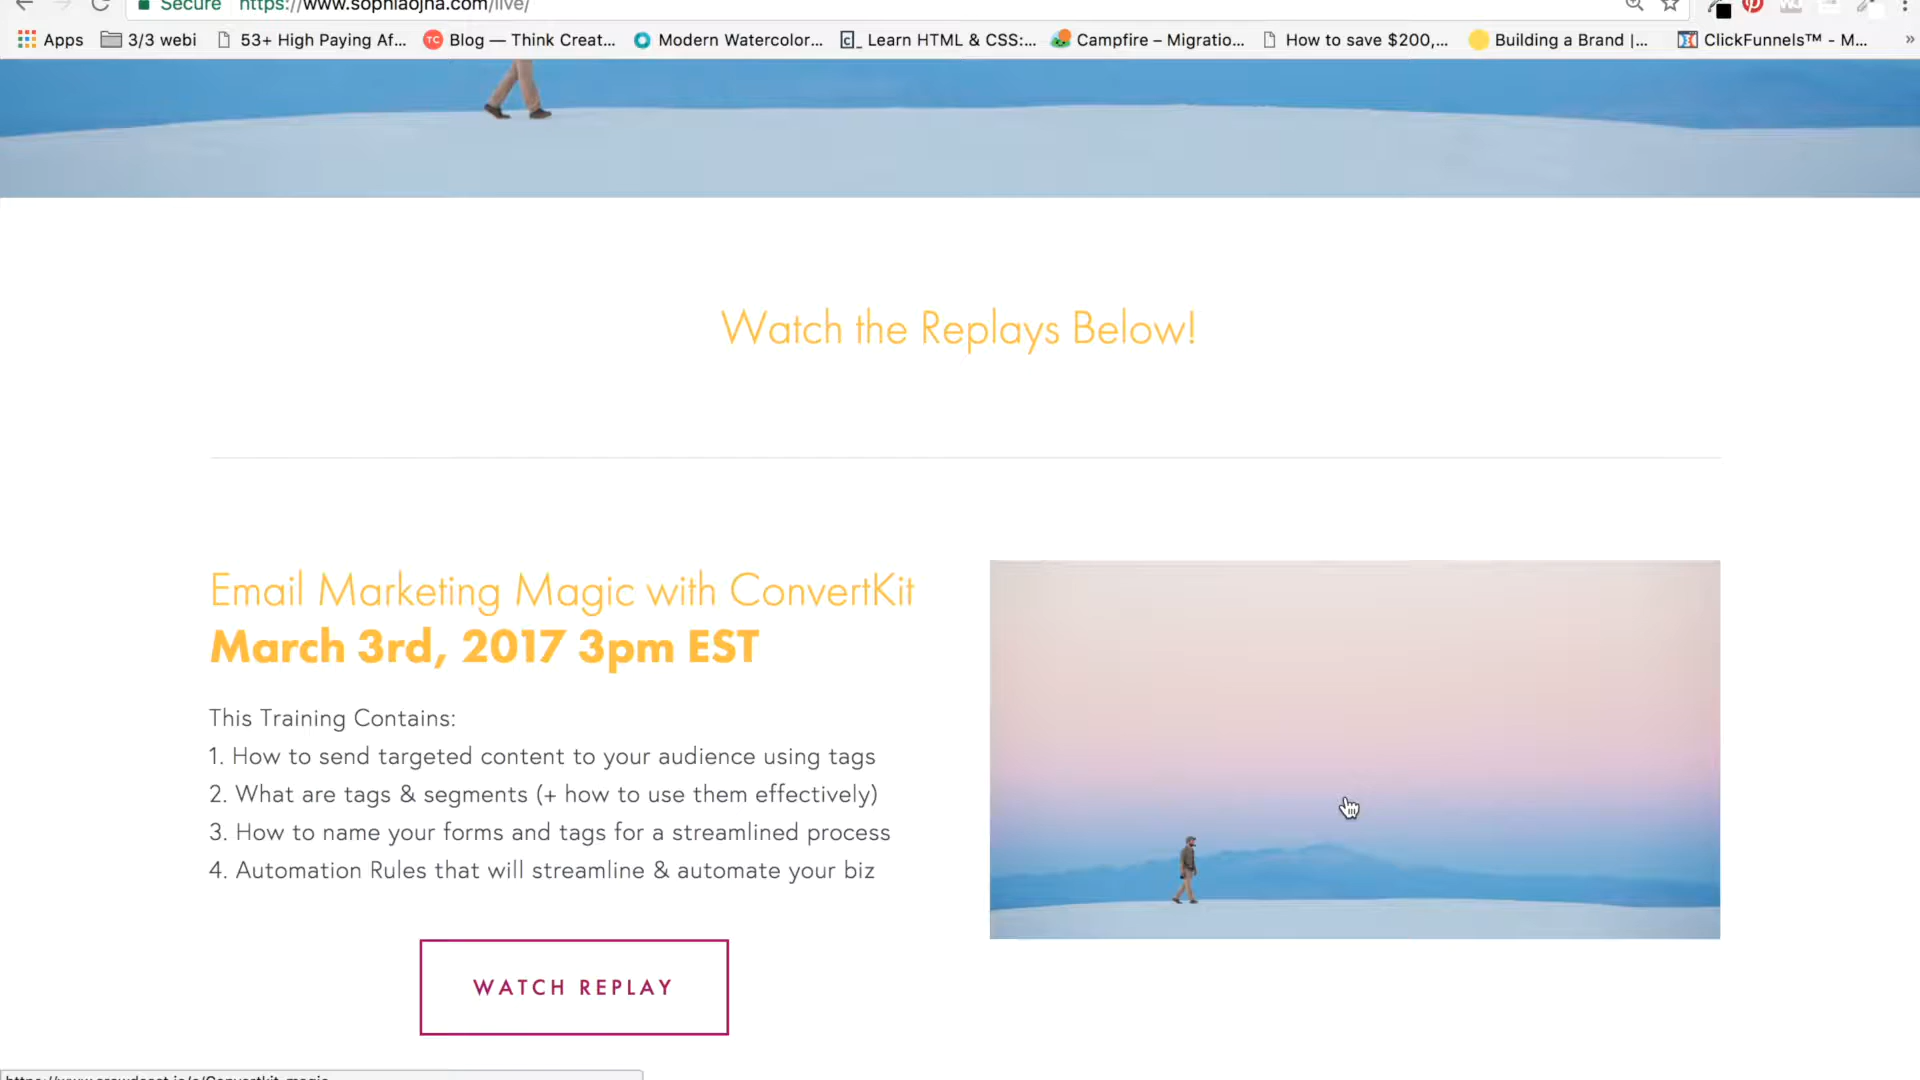 Secure https://www.sophiaojha.com/live/
Apps 3/3 webi 53+ High Paying Af... Blog — Think Creat... Modern Watercolor... Learn HTML & CSS:... Campfire – Migratio... How to save $200,... Building a Brand |... ClickFunnels™ - M... »
Watch the Replays Below!
Email Marketing Magic with ConvertKit
March 3rd, 2017 3pm EST
This Training Contains:
1. How to send targeted content to your audience using tags
2. What are tags & segments (+ how to use them effectively)
3. How to name your forms and tags for a streamlined process
4. Automation Rules that will streamline & automate your biz
WATCH REPLAY